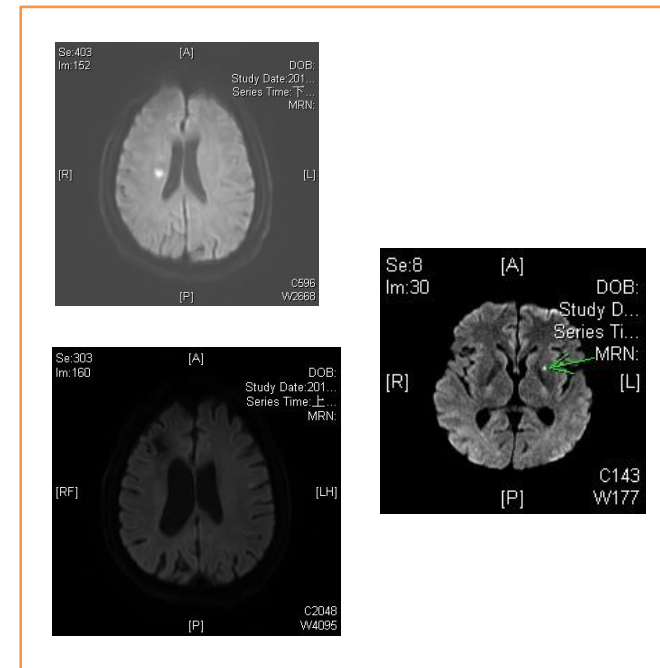 Se:403
Im:152
[A]
DOB:
Study Date:201...
Series Time:下...
MRN:
[R]
[L]
[P]
C596
W2668
Se:303
Im:160
[A]
DOB:
Study Date:201...
Series Time:上...
MRN:
[RF]
[LH]
[P]
C2048
W4095
Se:8
Im:30
[A]
DOB:
Study D...
Series Ti...
MRN:
[R]
[L]
[P]
C143
W177